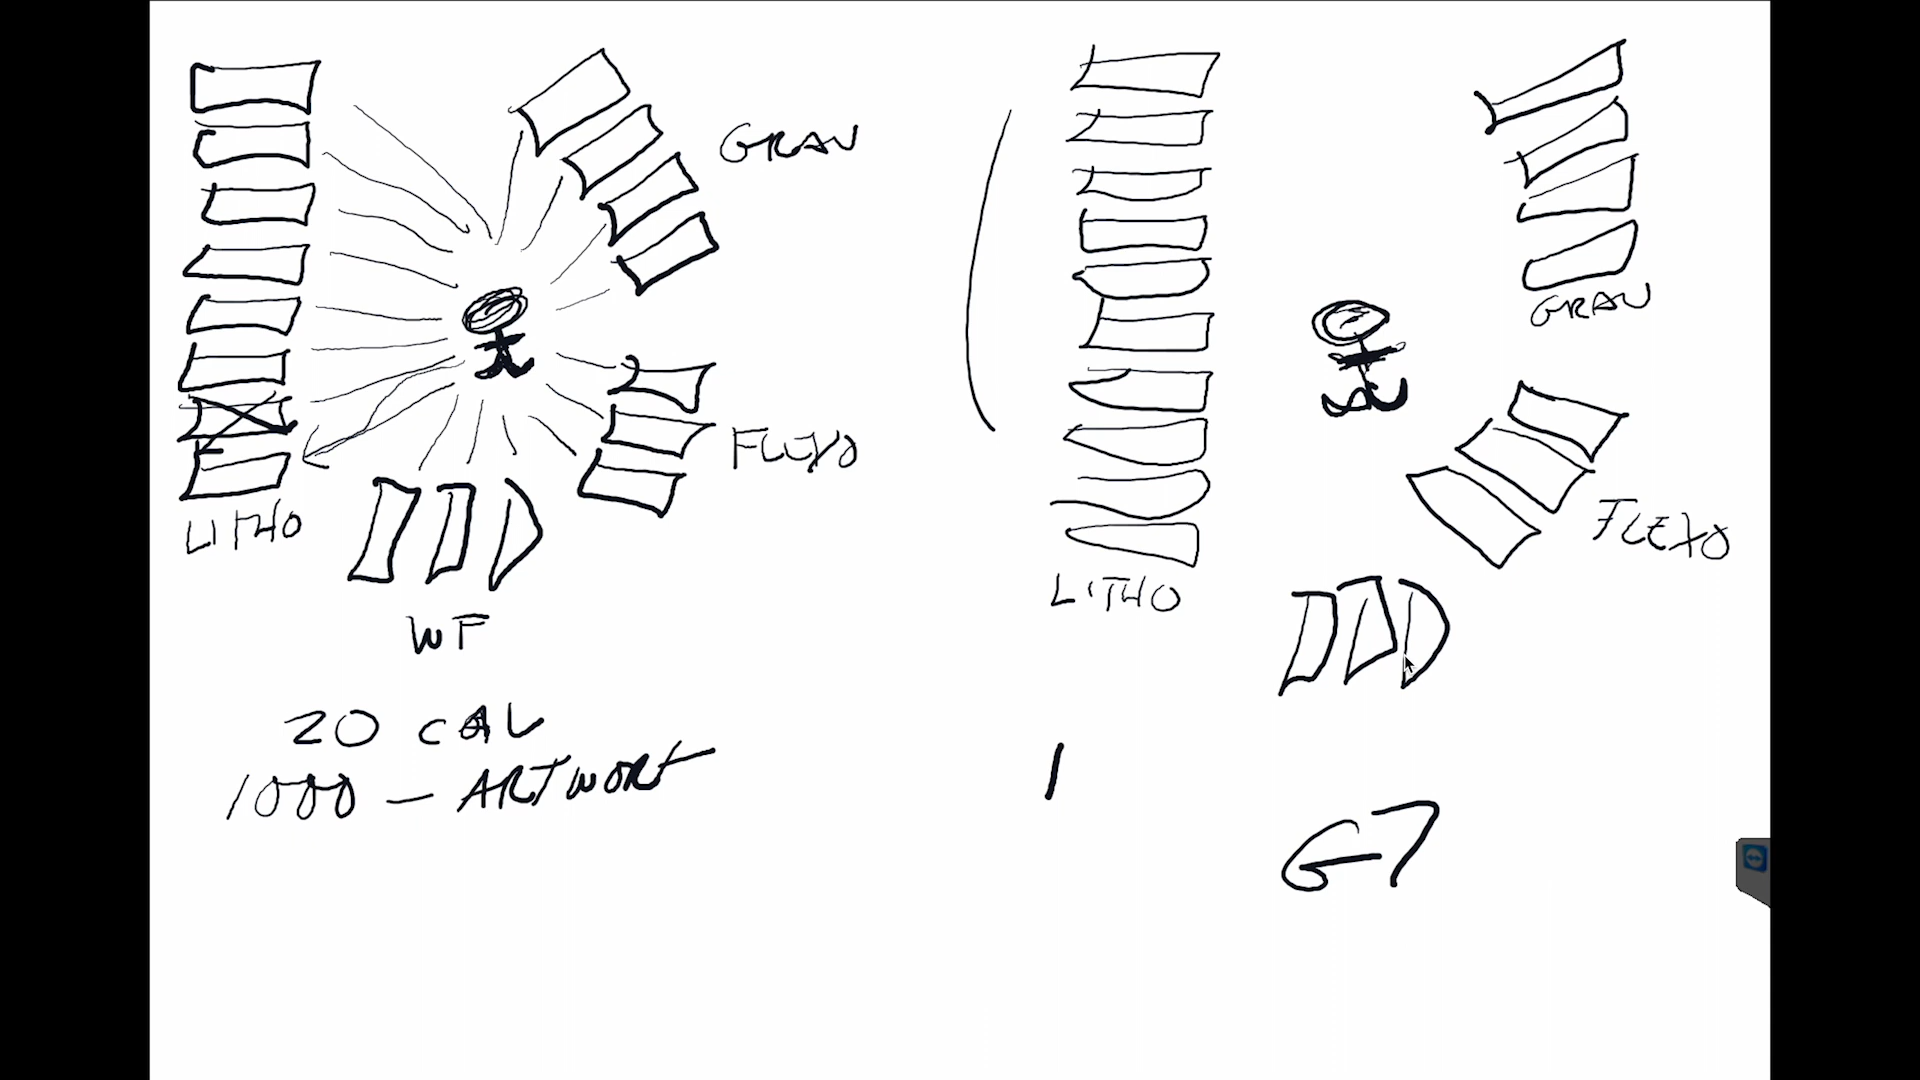 GRAV
FLEXO
LITHO
WF
20 CAL
1000 - ARTWORK
GRAV
FLEXO
LITHO
1
G7